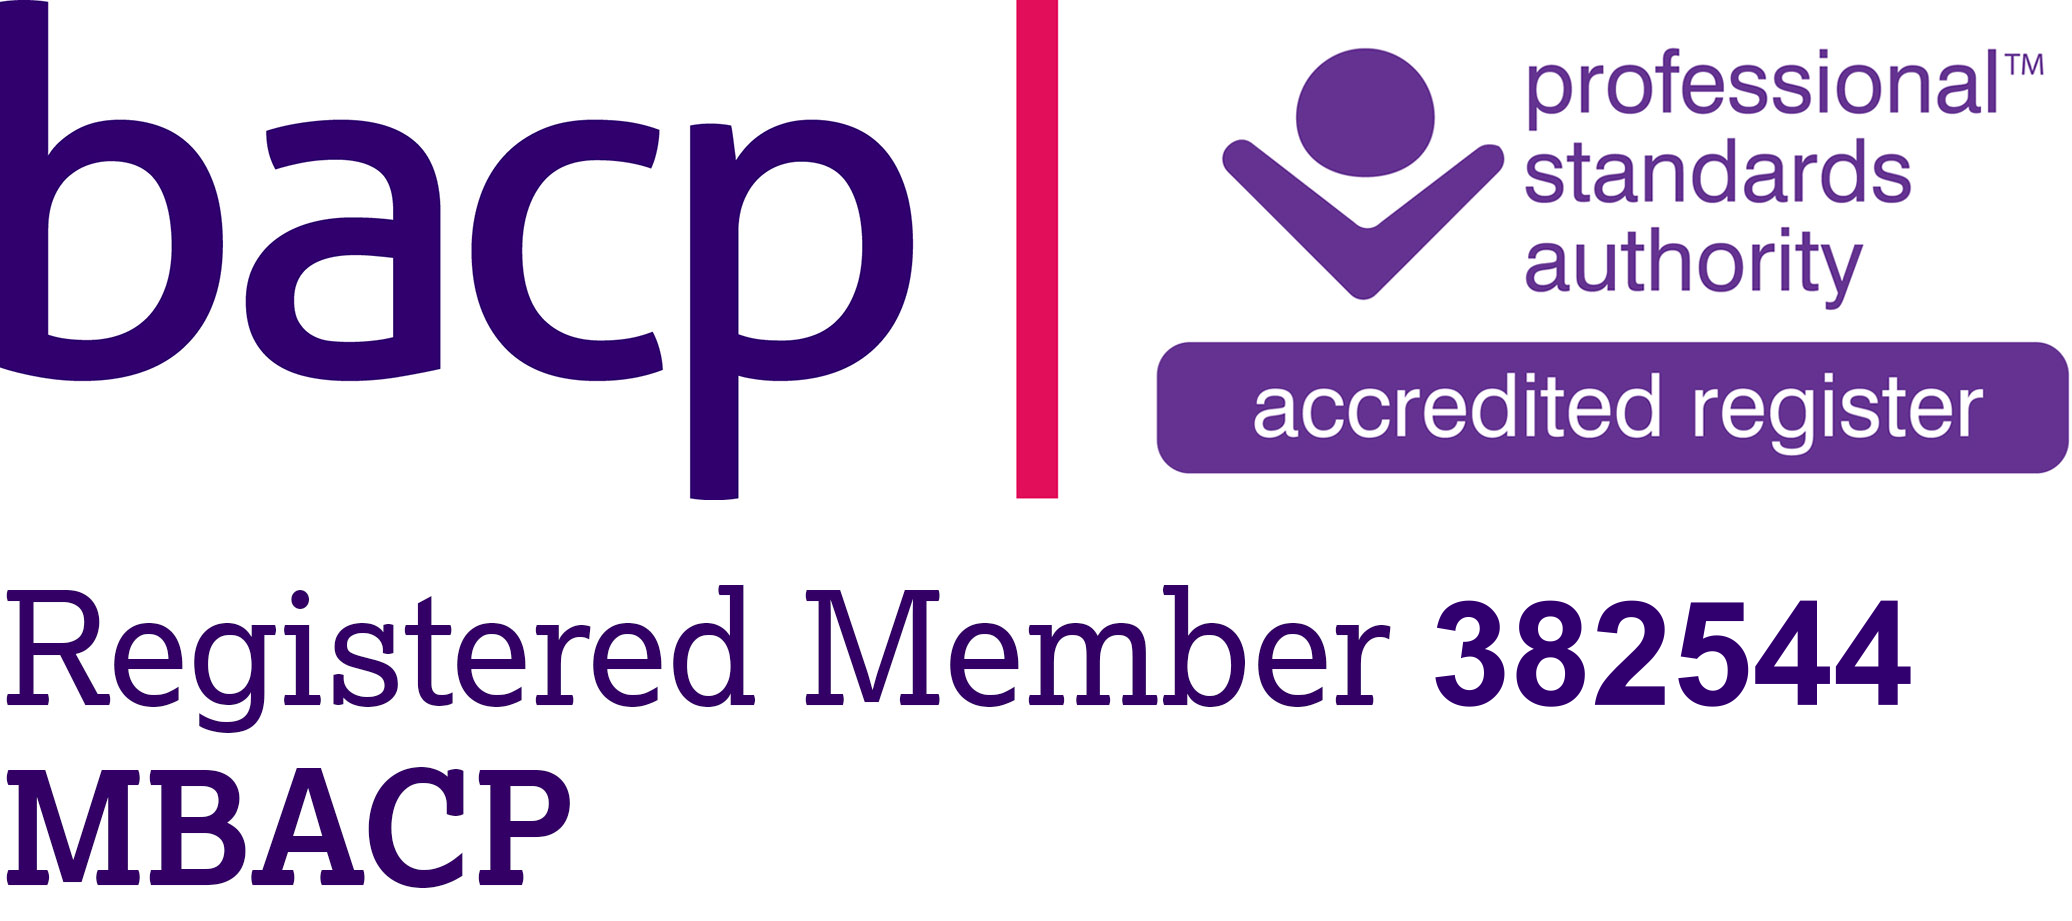 bacp
professional™
standards
authority
accredited register
Registered Member 382544
MBACP